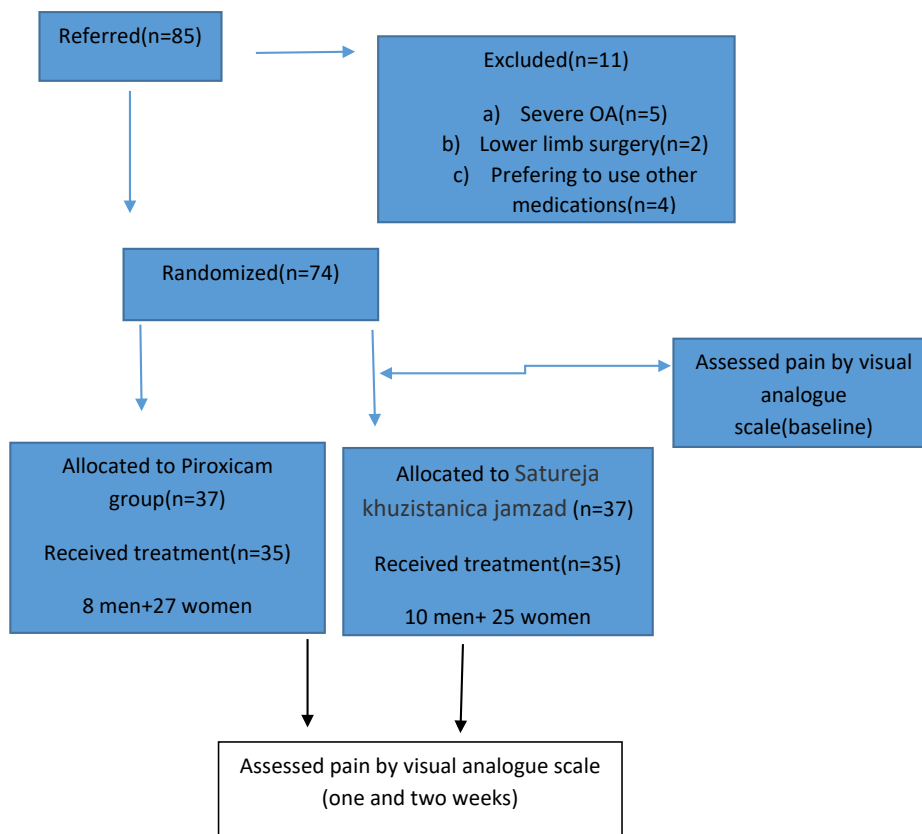 Referred(n=85)
Excluded(n=11)
a) Severe OA(n=5)
b) Lower limb surgery(n=2)
c) Prefering to use other
medications(n=4)
Randomized(n=74)
Assessed pain by visual
analogue
scale(baseline)
Allocated to Piroxicam
group(n=37)
Received treatment(n=35)
8 men+27 women
Allocated to Satureja
khuzistanica jamzad (n=37)
Received treatment(n=35)
10 men+ 25 women
Assessed pain by visual analogue scale
(one and two weeks)